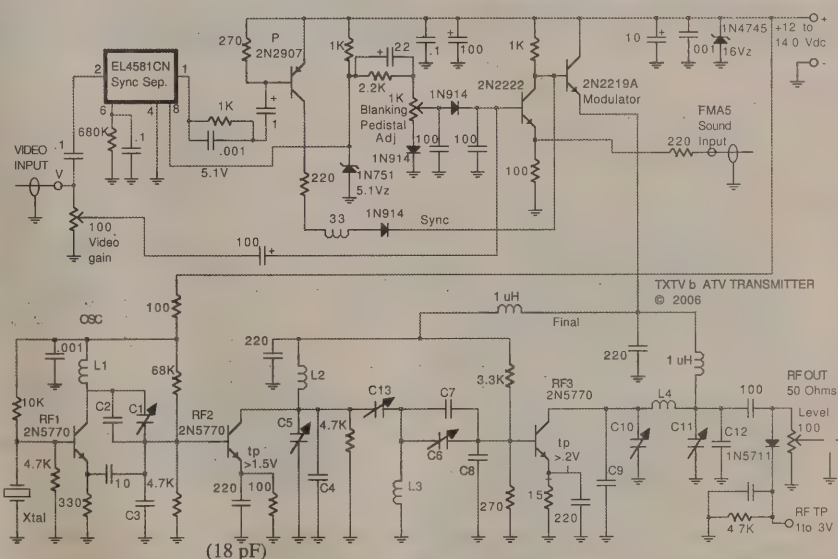 EL4581CN
Sync Sep.
2
1
6
4
8
680K
.1
.1
VIDEO
INPUT
V
100
Video
gain
270
P
2N2907
1K
.001
1
5.1V
220
33
1N914
Sync
100
1K
22
2.2K
1K
Blanking
Pedistal
Adj
1N914
1N914
1N751
5.1Vz
.1
100
100
100
1K
2N2222
2N2219A
Modulator
100
10
.001
1N4745
16Vz
+12 to
14.0 Vdc
+
-
FMA5
Sound
Input
220
TXTV b ATV TRANSMITTER
© 2006
100
OSC
.001
L1
10K
RF1
2N5770
C2
C1
68K
4.7K
330
10
4.7K
C3
Xtal
(18 pF)
RF2
2N5770
tp
>1.5V
220
100
220
L2
C5
C4
4.7K
C13
C7
C6
L3
C8
1 uH
Final
3.3K
270
RF3
2N5770
tp
>.2V
15
220
C9
C10
L4
C11
C12
220
1 uH
100
1N5711
RF OUT
50 Ohms
Level
100
4.7K
RF TP
1to 3V